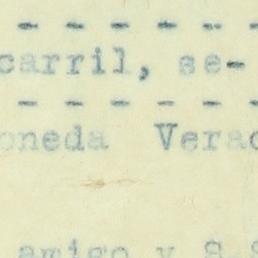 - - - - - -
carril, se-
- - - - - -
oneda Verac
amigo y S.S